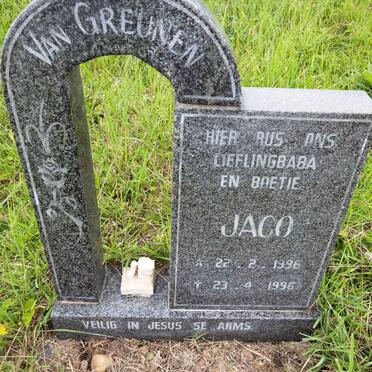 VAN GREUNEN
HIER RUS ONS
LIEFLINGBABA
EN BOETIE
JACO
* 22 - 2 - 1996
† 23 - 4 - 1996
VEILIG IN JESUS SE ARMS